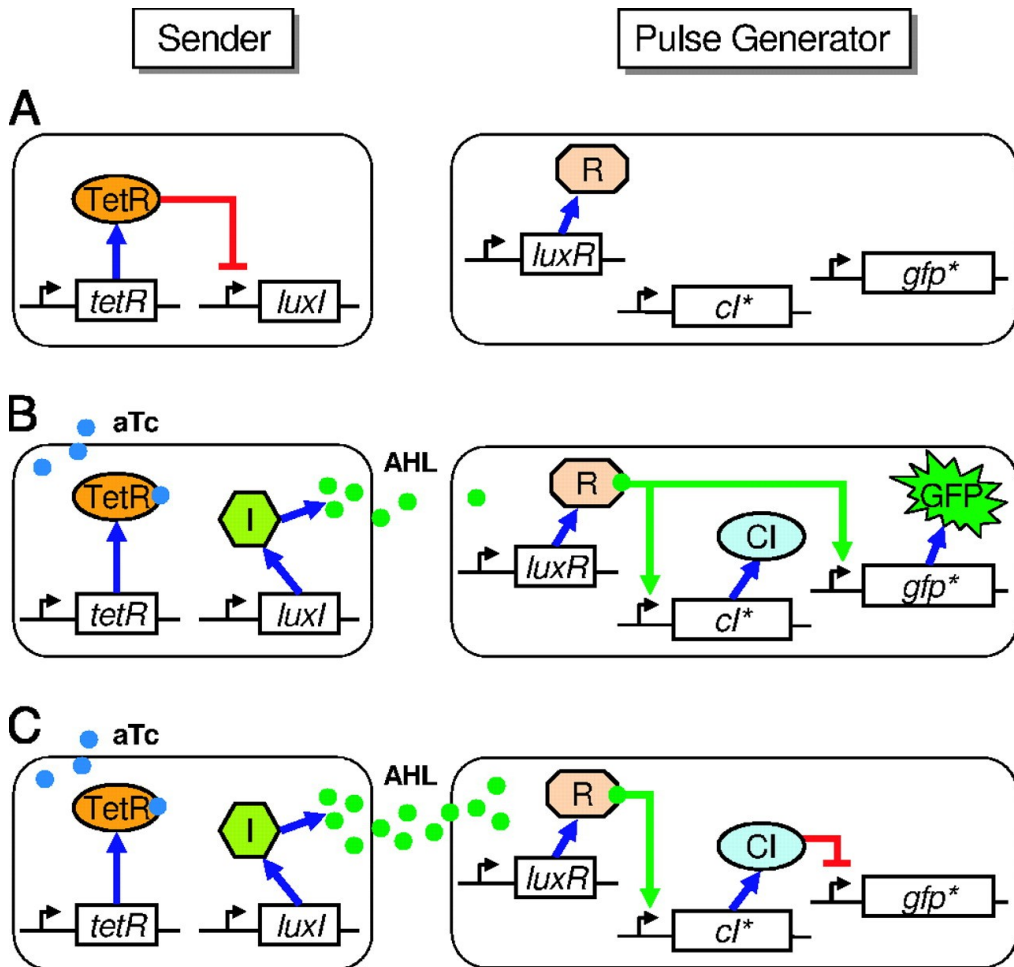 Sender
Pulse Generator
A
TetR
tetR
luxI
R
luxR
cI*
gfp*
B
aTc
TetR
I
AHL
tetR
luxI
R
GFP
CI
luxR
cI*
gfp*
C
aTc
TetR
I
AHL
tetR
luxI
R
CI
luxR
cI*
gfp*